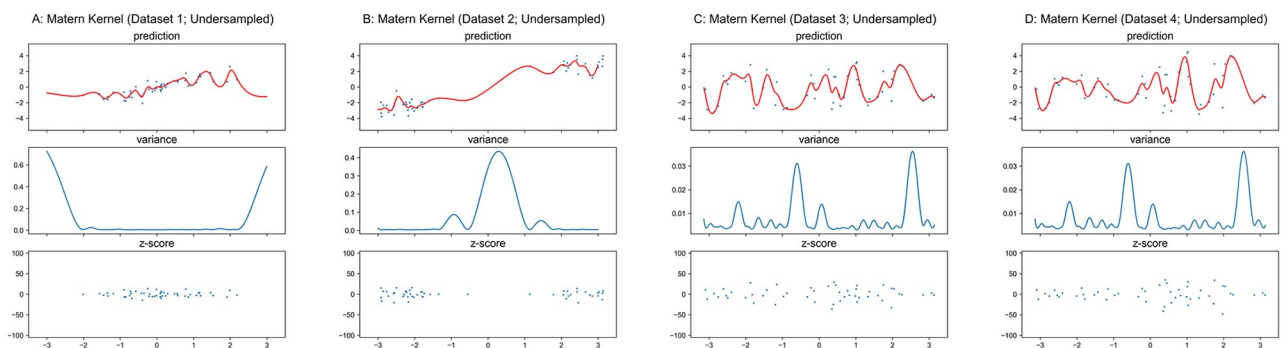 A: Matern Kernel (Dataset 1; Undersampled)
prediction
4
2
0
−2
−4
variance
0.6
0.4
0.2
0.0
z-score
100
50
0
−50
−100
−3 −2 −1 0 1 2 3
B: Matern Kernel (Dataset 2; Undersampled)
prediction
4
2
0
−2
−4
variance
0.4
0.3
0.2
0.1
0.0
z-score
100
50
0
−50
−100
−3 −2 −1 0 1 2 3
C: Matern Kernel (Dataset 3; Undersampled)
prediction
4
2
0
−2
−4
variance
0.03
0.02
0.01
z-score
100
50
0
−50
−100
−3 −2 −1 0 1 2 3
D: Matern Kernel (Dataset 4; Undersampled)
prediction
4
2
0
−2
−4
variance
0.03
0.02
0.01
z-score
100
50
0
−50
−100
−3 −2 −1 0 1 2 3